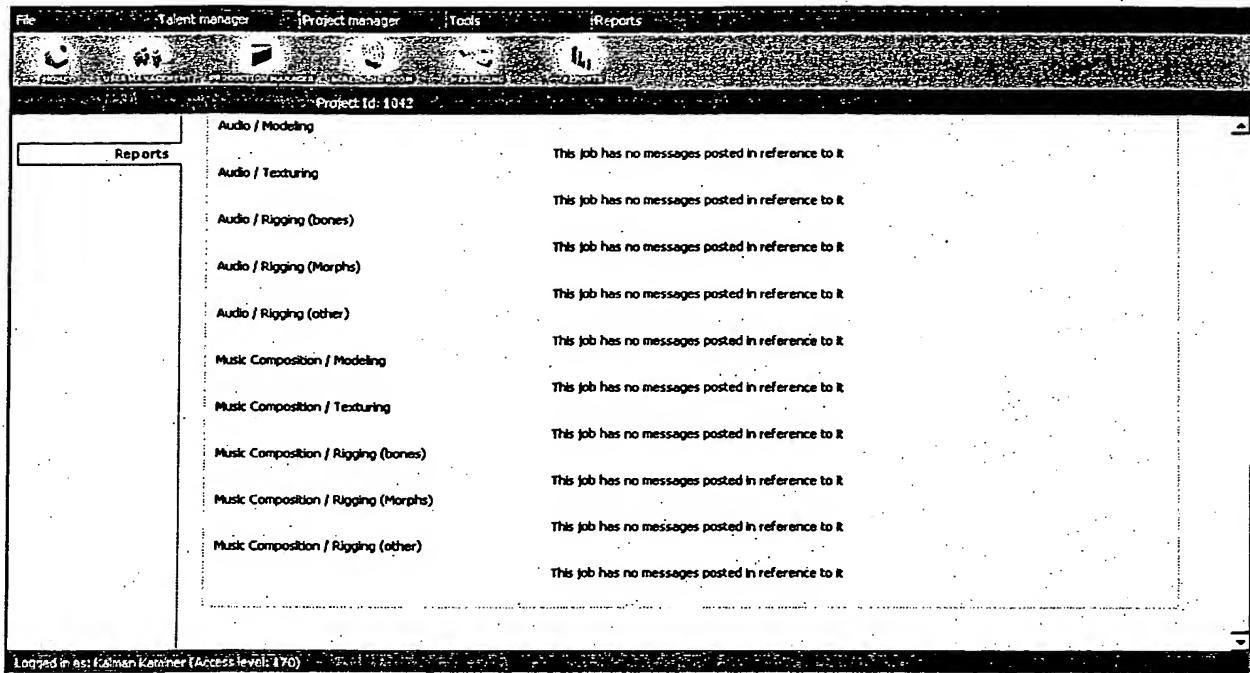 File Talent manager Project manager Tools Reports
Project Id: 1042
Audio / Modeling
Reports
This job has no messages posted in reference to it
Audio / Texturing
This job has no messages posted in reference to it
Audio / Rigging (bones)
This job has no messages posted in reference to it
Audio / Rigging (Morphs)
This job has no messages posted in reference to it
Audio / Rigging (other)
This job has no messages posted in reference to it
Music Composition / Modeling
This job has no messages posted in reference to it
Music Composition / Texturing
This job has no messages posted in reference to it
Music Composition / Rigging (bones)
This job has no messages posted in reference to it
Music Composition / Rigging (Morphs)
This job has no messages posted in reference to it
Music Composition / Rigging (other)
This job has no messages posted in reference to it
Logged in as: Kalman Kaminer (Access level: 170)